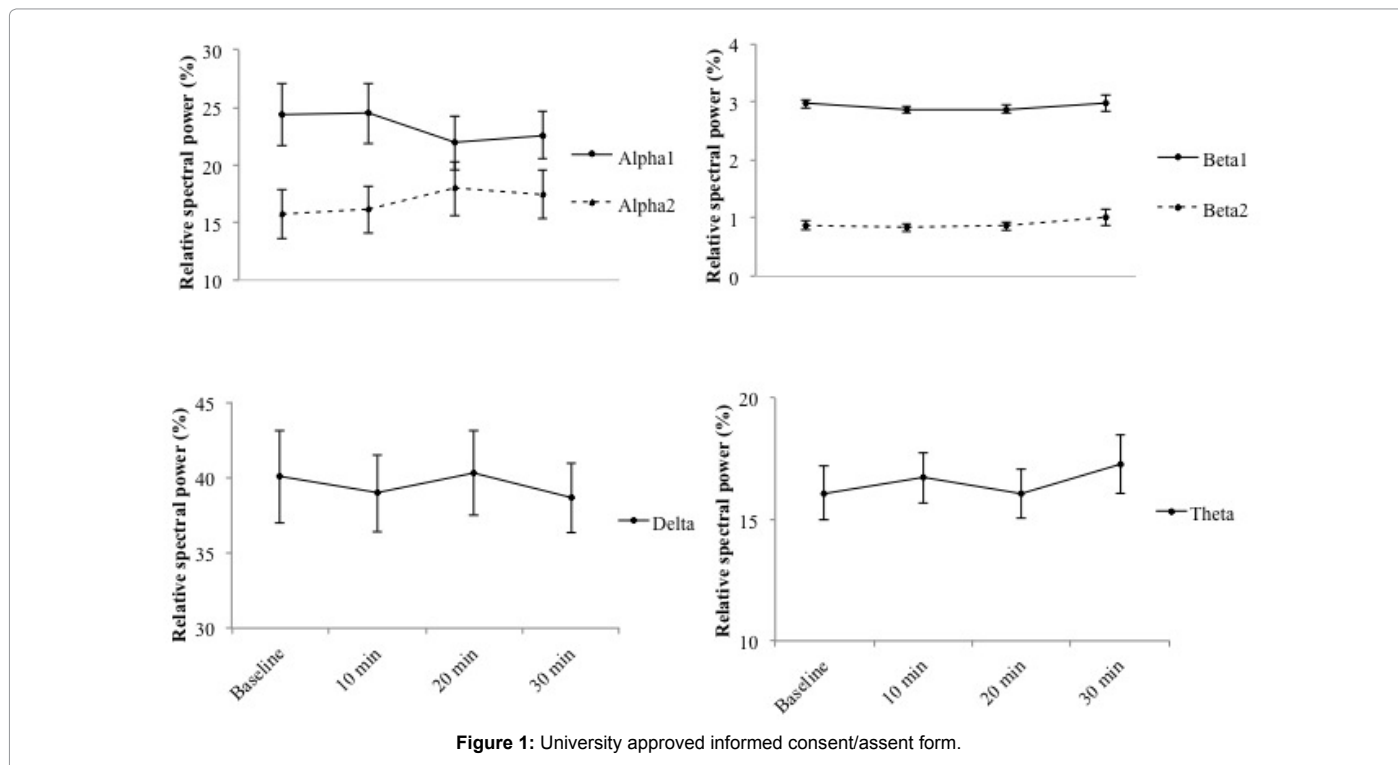 Relative spectral power (%)
30
25
20
15
10
Alpha1
Alpha2
Relative spectral power (%)
4
3
2
1
0
Beta1
Beta2
Relative spectral power (%)
45
40
35
30
Delta
Baseline
10 min
20 min
30 min
Relative spectral power (%)
20
15
10
Theta
Baseline
10 min
20 min
30 min
Figure 1: University approved informed consent/assent form.